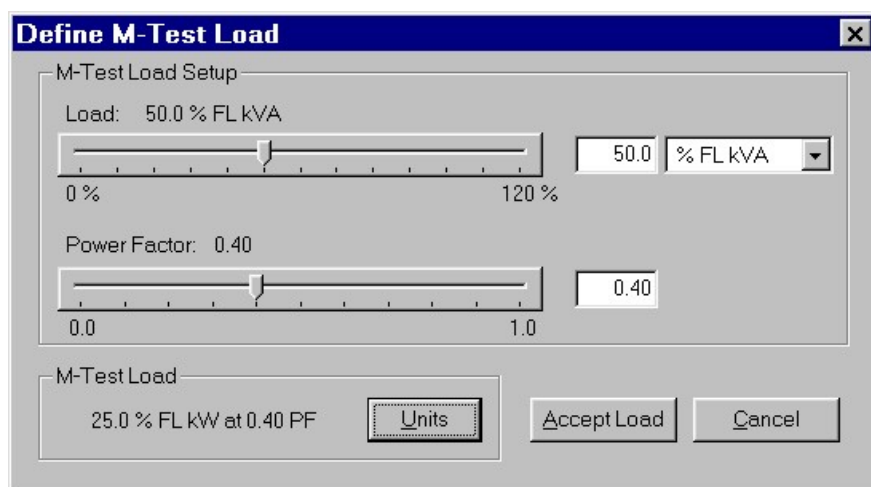 Define M-Test Load
M-Test Load Setup
Load: 50.0 % FL kVA
50.0 % FL kVA
0 % 120 %
Power Factor: 0.40
0.40
0.0 1.0
M-Test Load
25.0 % FL kW at 0.40 PF Units Accept Load Cancel